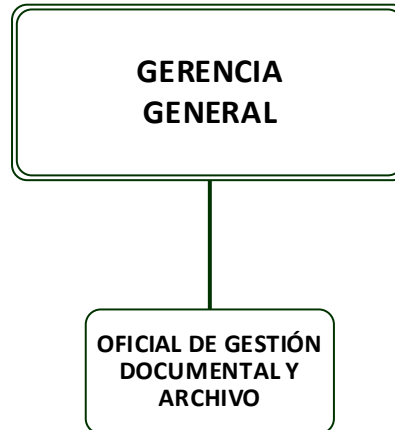 GERENCIA
GENERAL
OFICIAL DE GESTIÓN
DOCUMENTAL Y
ARCHIVO